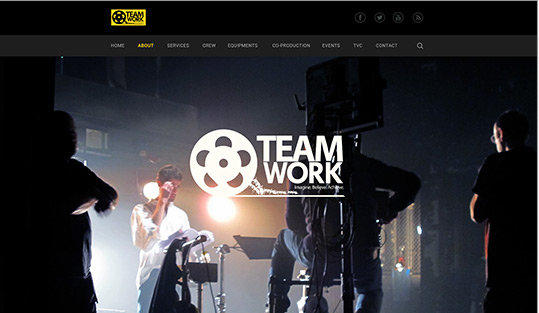 TEAM
WORK
HOME ABOUT SERVICES CREW EQUIPMENTS CO PRODUCTION EVENTS TVC CONTACT
TEAM
WORK
Imagine. Believe. Achieve.